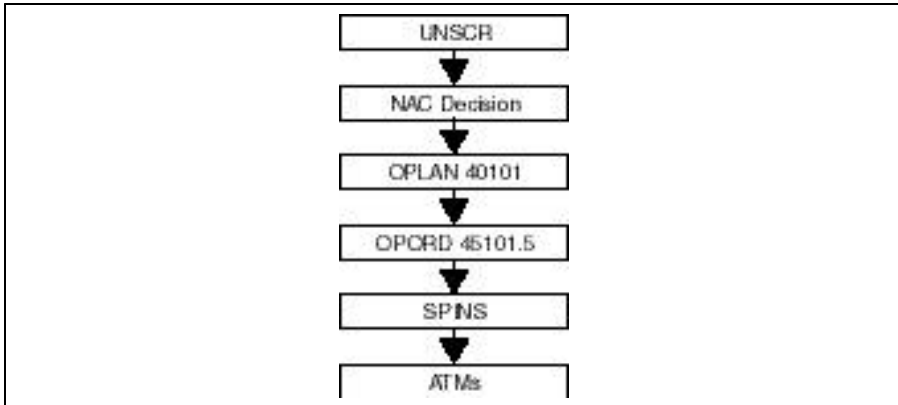 UNSCR
NAC Decision
OPLAN 40101
OPORD 45101.5
SPINS
ATMs